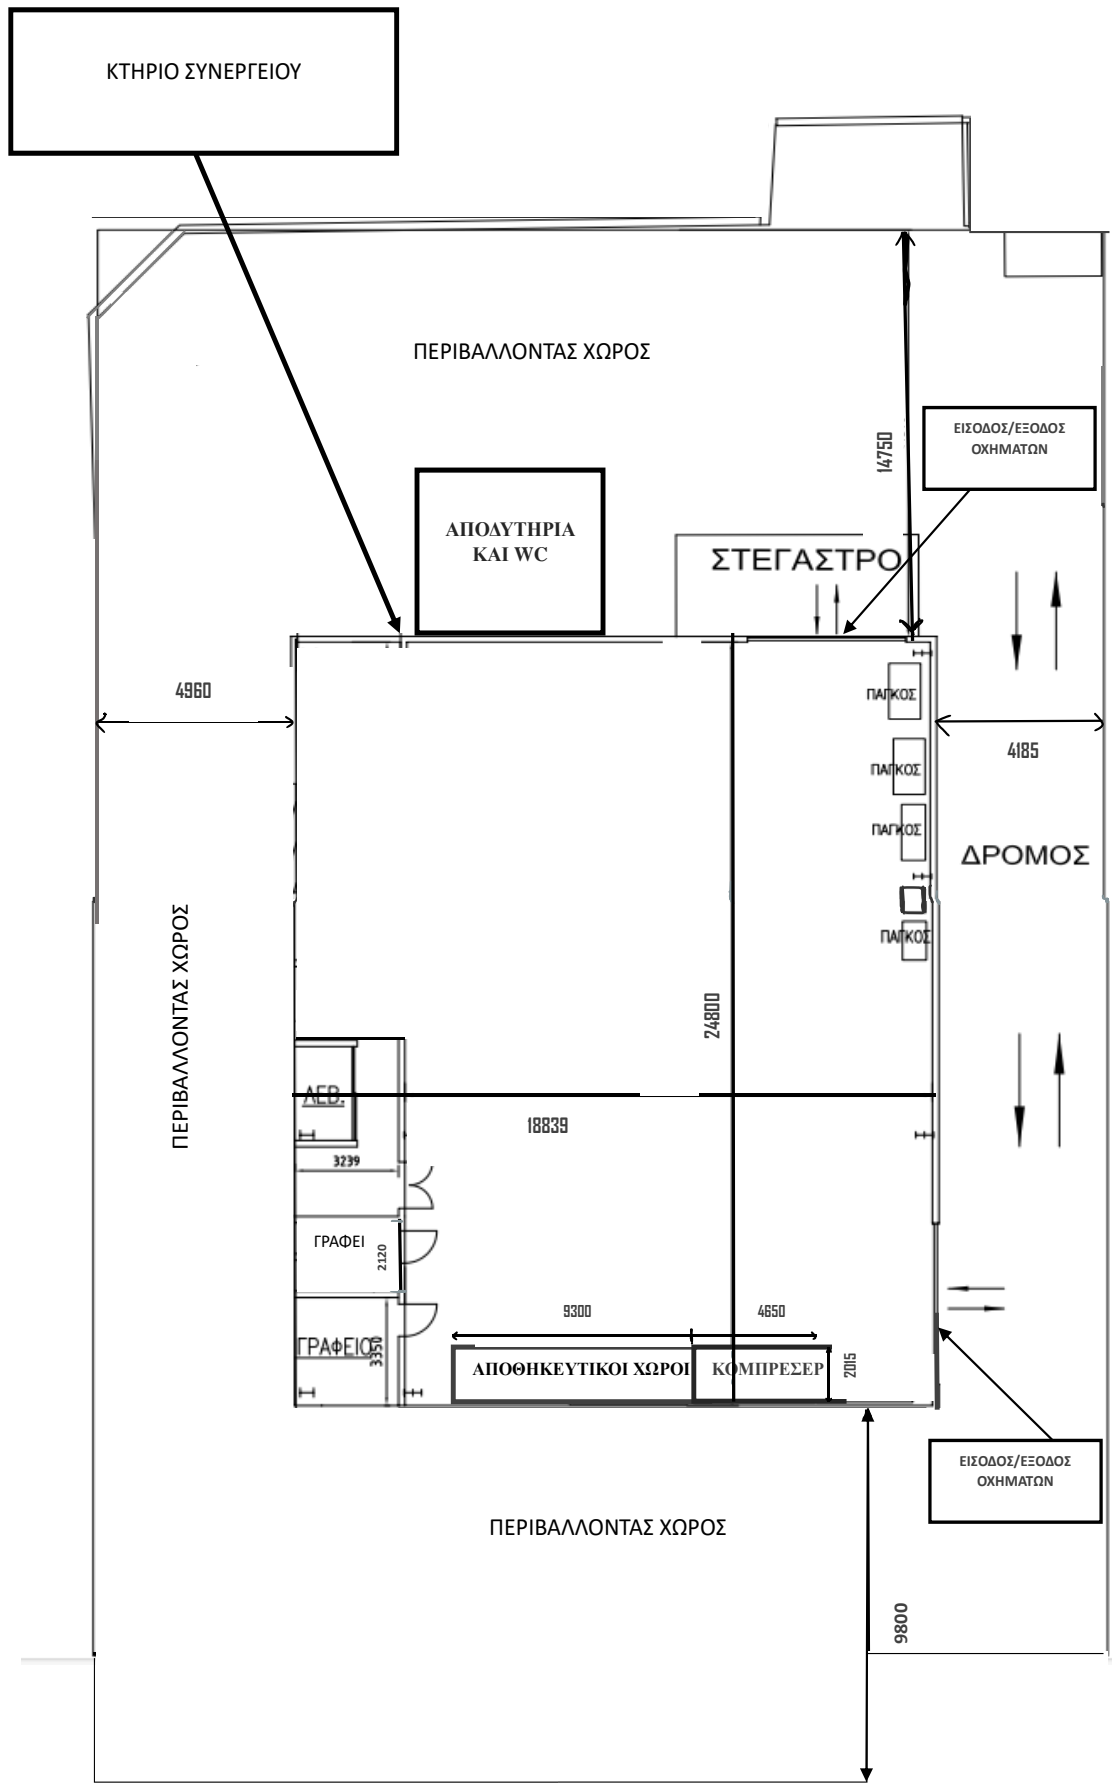 ΚΤΗΡΙΟ ΣΥΝΕΡΓΕΙΟΥ
ΠΕΡΙΒΑΛΛΟΝΤΑΣ ΧΩΡΟΣ
ΕΙΣΟΔΟΣ/ΕΞΟΔΟΣ
ΟΧΗΜΑΤΩΝ
14750
ΑΠΟΔΥΤΗΡΙΑ
ΚΑΙ WC
ΣΤΕΓΑΣΤΡΟ
4960
ΠΑΓΚΟΣ
4185
ΠΑΓΚΟΣ
ΠΑΓΚΟΣ
ΔΡΟΜΟΣ
ΠΑΓΚΟΣ
ΠΕΡΙΒΑΛΛΟΝΤΑΣ ΧΩΡΟΣ
24800
ΛΕΒ.
18839
3239
ΓΡΑΦΕΙ
2120
9300
4650
ΓΡΑΦΕΙΟ
3350
ΑΠΟΘΗΚΕΥΤΙΚΟΙ ΧΩΡΟΙ
ΚΟΜΠΡΕΣΕΡ
2015
ΕΙΣΟΔΟΣ/ΕΞΟΔΟΣ
ΟΧΗΜΑΤΩΝ
ΠΕΡΙΒΑΛΛΟΝΤΑΣ ΧΩΡΟΣ
9800